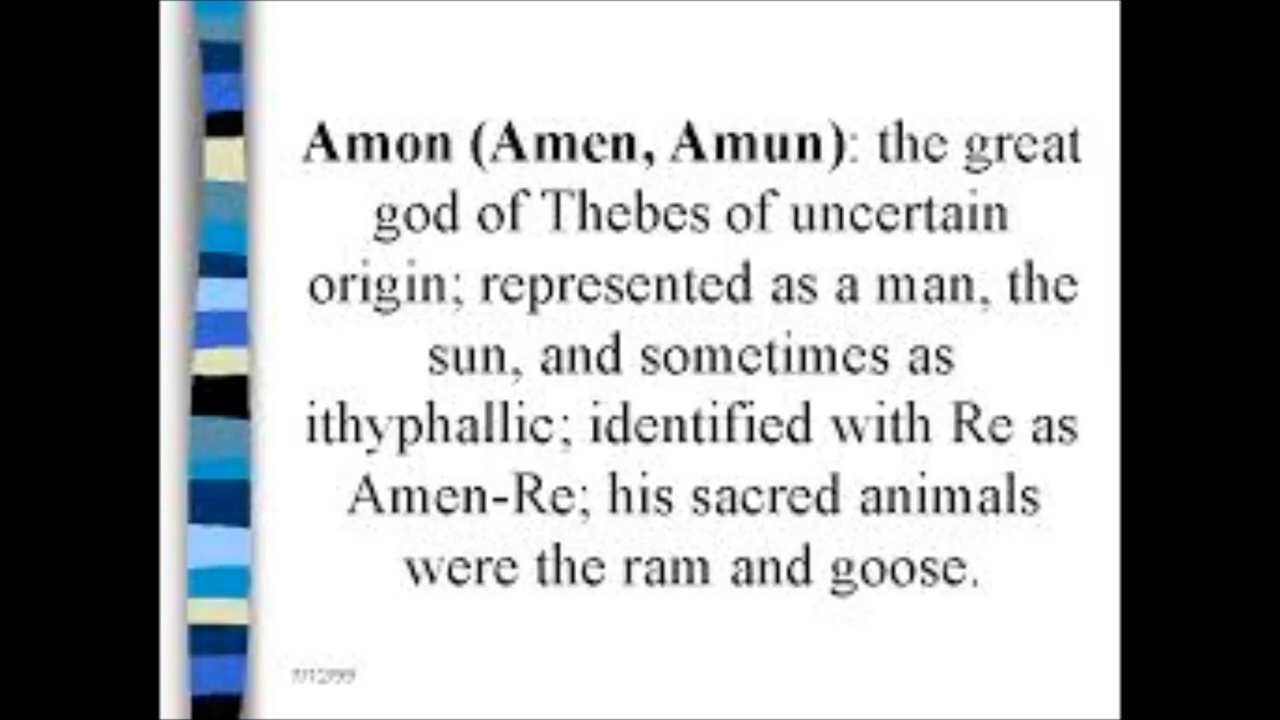 Amon (Amen, Amun): the great
god of Thebes of uncertain
origin; represented as a man, the
sun, and sometimes as
ithyphallic; identified with Re as
Amen-Re; his sacred animals
were the ram and goose.